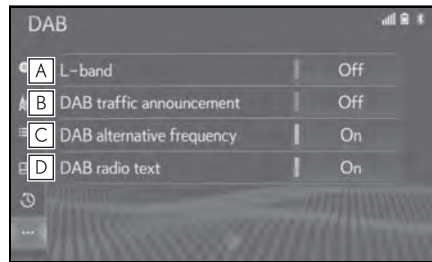 DAB
A L-band Off
B DAB traffic announcement Off
C DAB alternative frequency On
D DAB radio text On